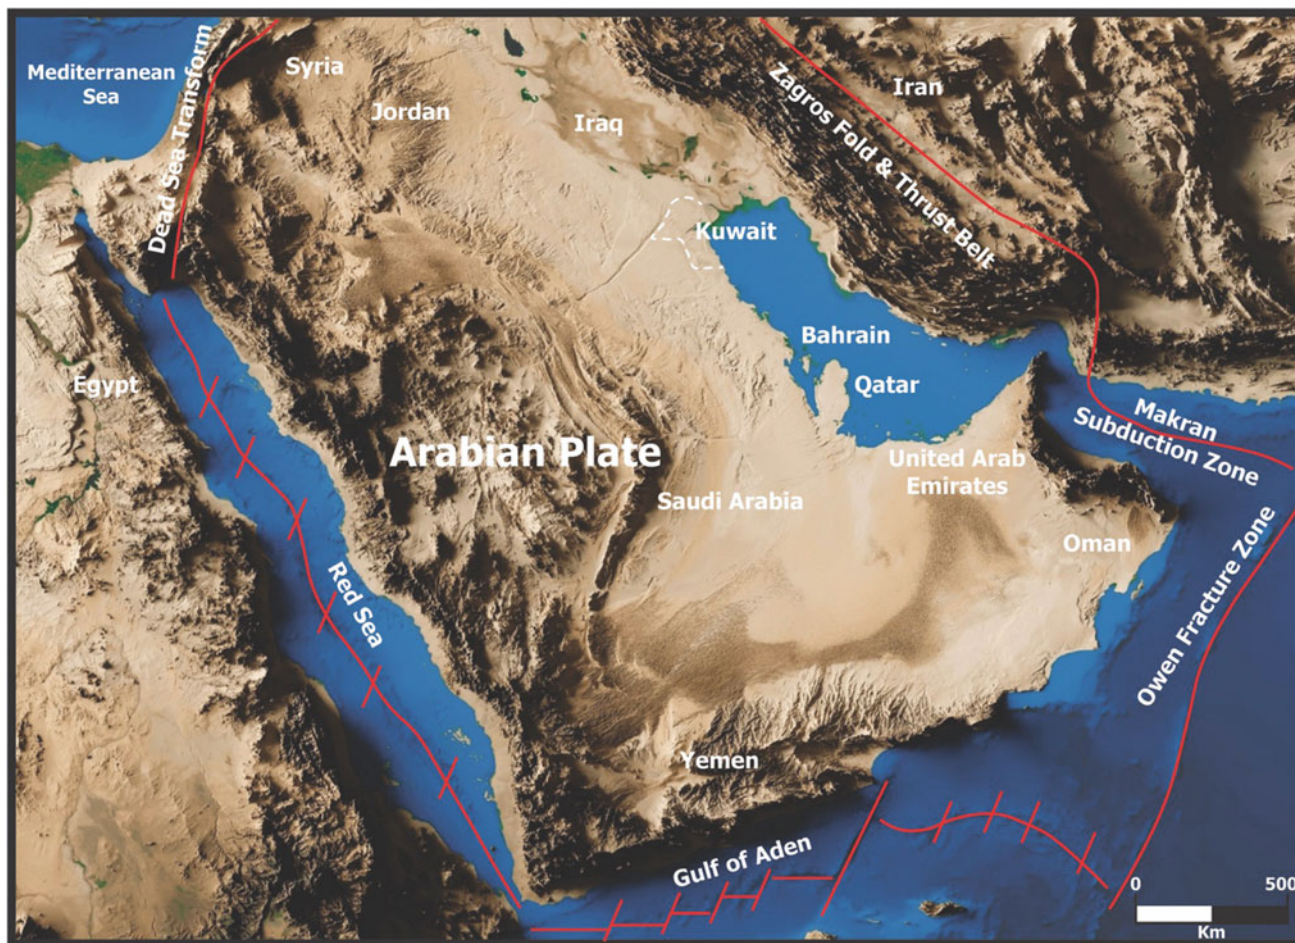 Mediterranean
Sea
Dead Sea Transform
Syria
Jordan
Iraq
Iran
Zagros Fold & Thrust Belt
Kuwait
Egypt
Bahrain
Qatar
Makran
Subduction Zone
Arabian Plate
United Arab
Emirates
Saudi Arabia
Oman
Red Sea
Owen Fracture Zone
Yemen
Gulf of Aden
0 500
Km